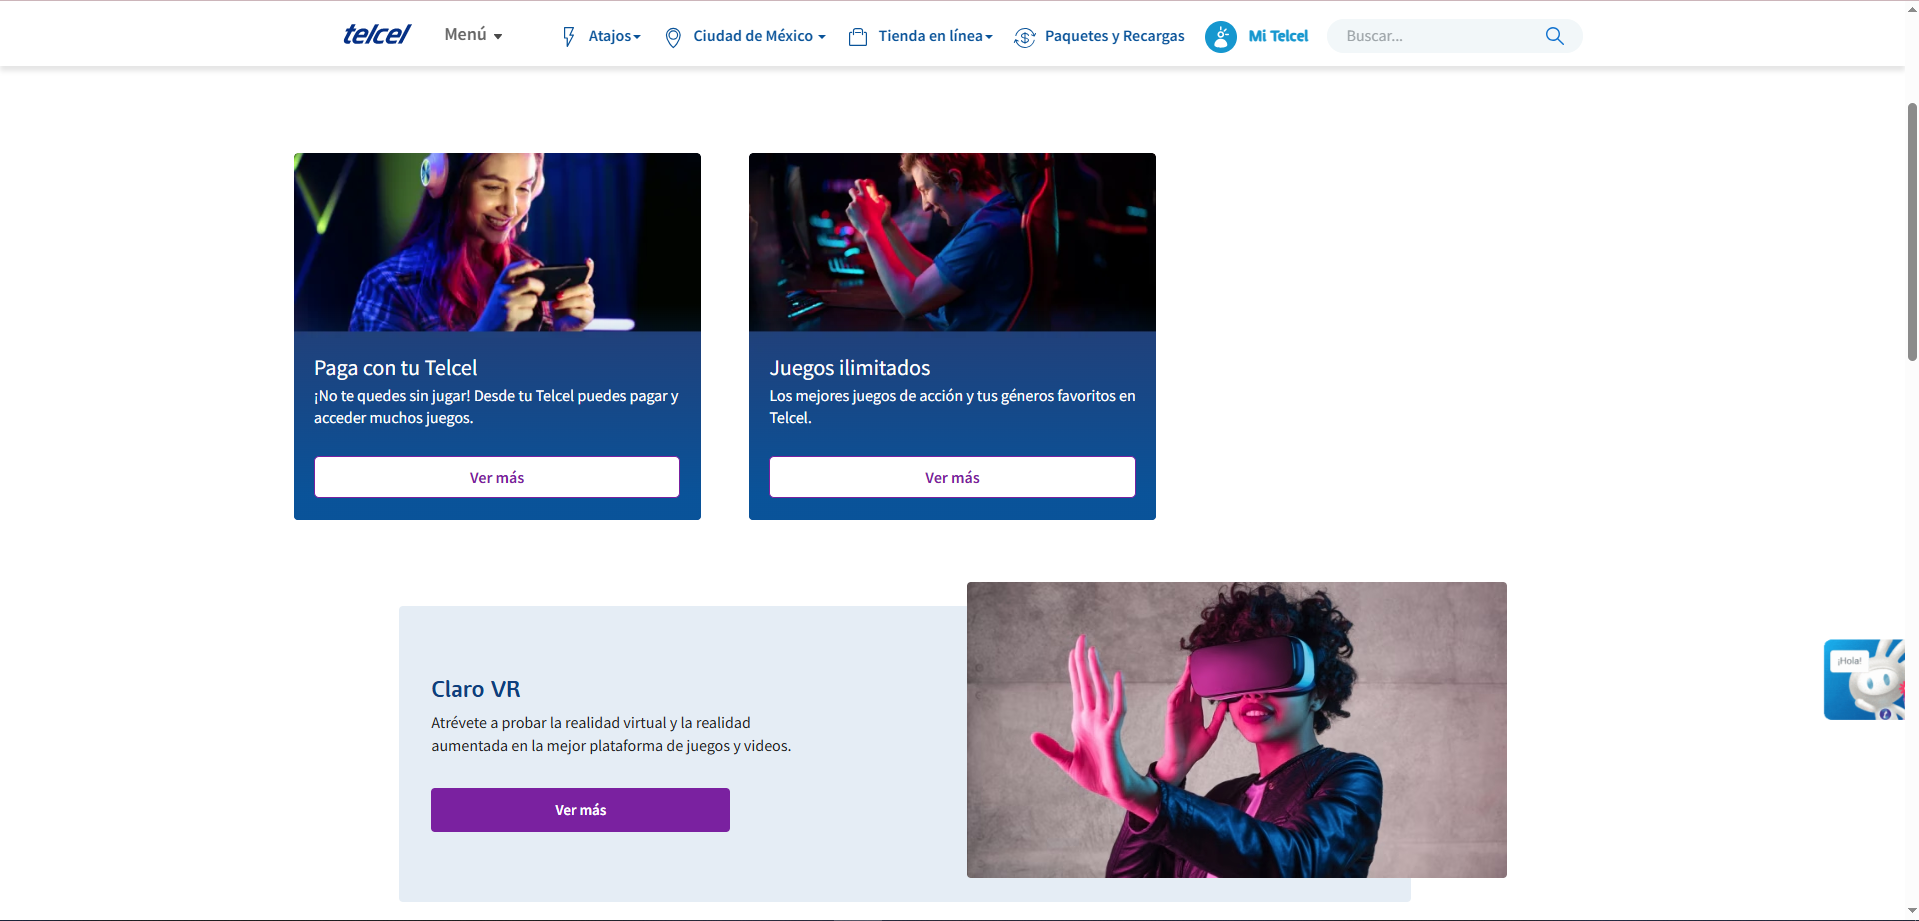 telcel
Menú
Atajos
Ciudad de México
Tienda en línea
Paquetes y Recargas
Mi Telcel
Buscar...
Paga con tu Telcel
¡No te quedes sin jugar! Desde tu Telcel puedes pagar y
acceder muchos juegos.
Ver más
Juegos ilimitados
Los mejores juegos de acción y tus géneros favoritos en
Telcel.
Ver más
Claro VR
Atrévete a probar la realidad virtual y la realidad
aumentada en la mejor plataforma de juegos y videos.
Ver más
¡Hola!